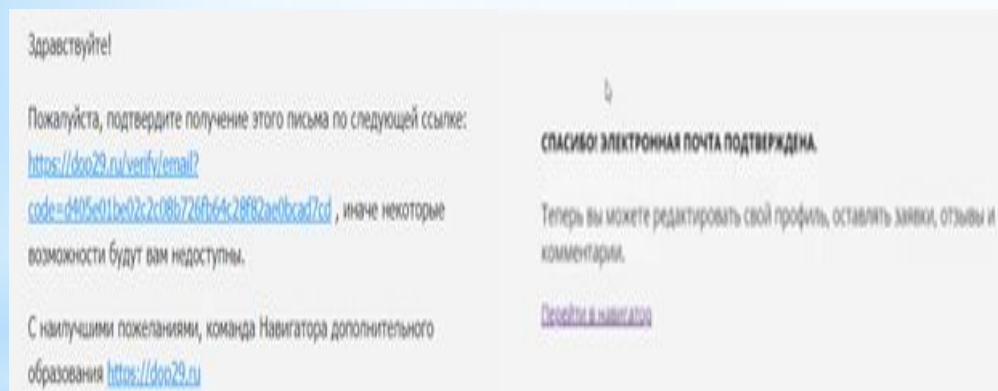 Здравствуйте!
Пожалуйста, подтвердите получение этого письма по следующей ссылке:
https://dop29.ru/verify/email?
code=d405e01be02c2c08b726fb64c28f82ae0bcad7cd , иначе некоторые
возможности будут вам недоступны.
С наилучшими пожеланиями, команда Навигатора дополнительного
образования https://dop29.ru
СПАСИБО! ЭЛЕКТРОННАЯ ПОЧТА ПОДТВЕРЖДЕНА.
Теперь вы можете редактировать свой профиль, оставлять заявки, отзывы и
комментарии.
Перейти в навигатор